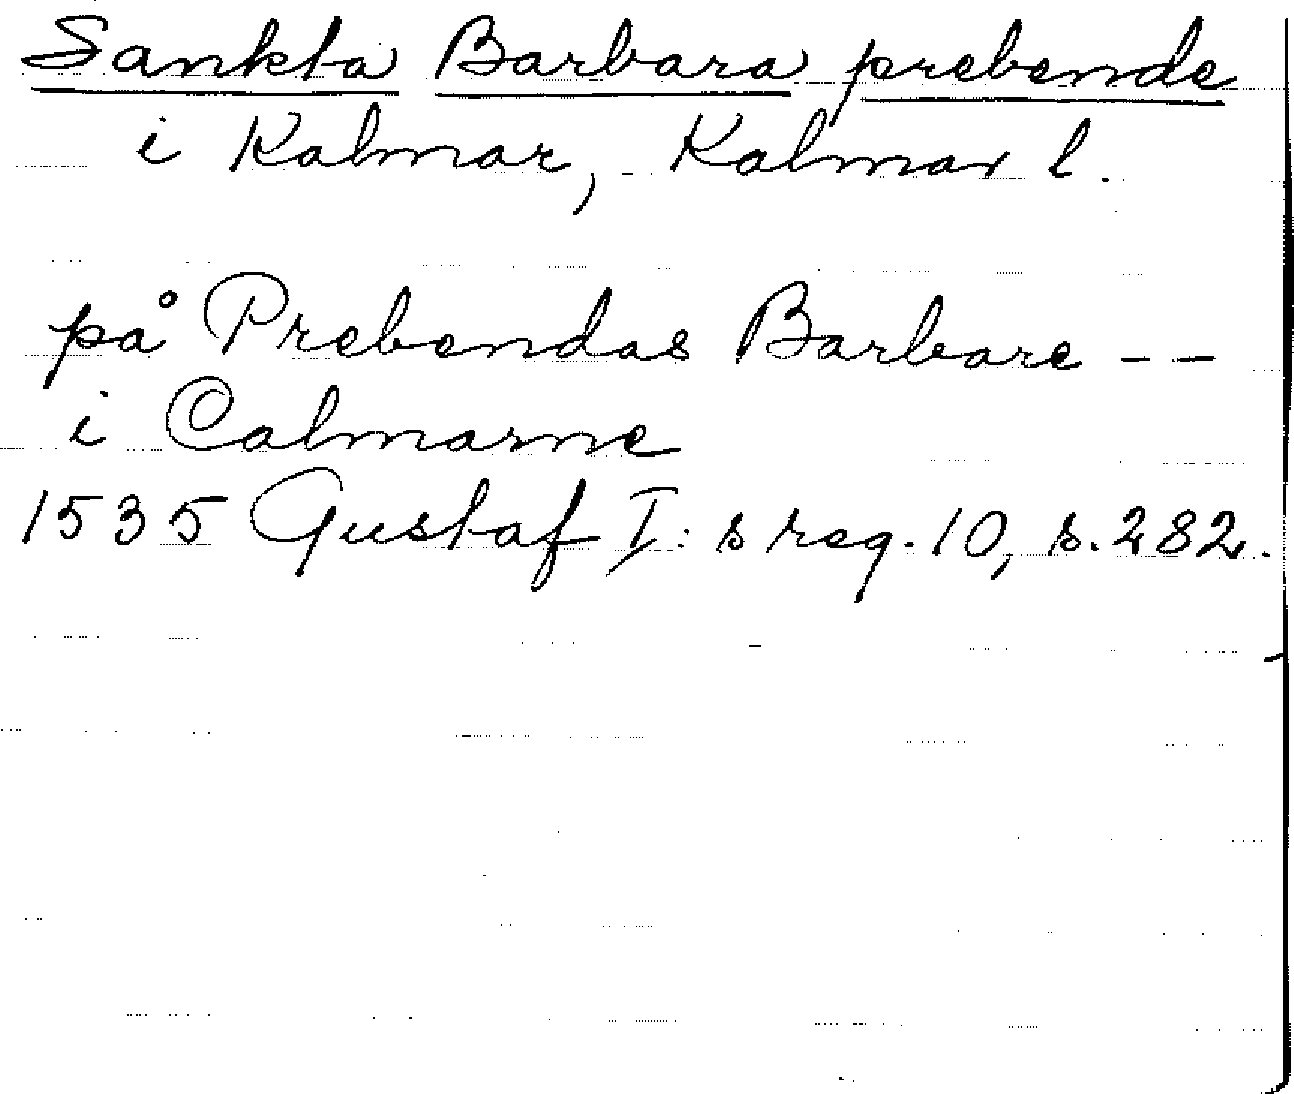 Sankta Barbara prebende
i Kalmar, Kalmar l.
på Prebendas Barbare - -
i Calmarne
1535 Gustaf I:s reg. 10, s. 282.